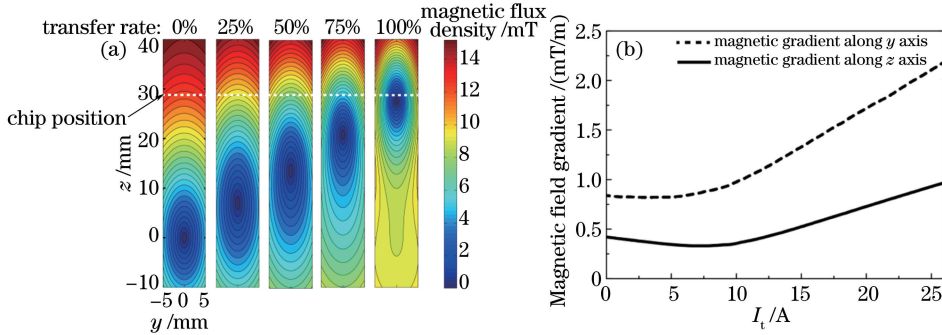 transfer rate: 0% 25% 50% 75% 100%
magnetic flux
density /mT
(a)
40
30
20
10
0
−10
chip position
z /mm
−5 0 5
y /mm
14
12
10
8
6
4
2
0
(b)
magnetic gradient along y axis
magnetic gradient along z axis
Magnetic field gradient /(mT/m)
2.5
2.0
1.5
1.0
0.5
0
0 5 10 15 20 25
It /A